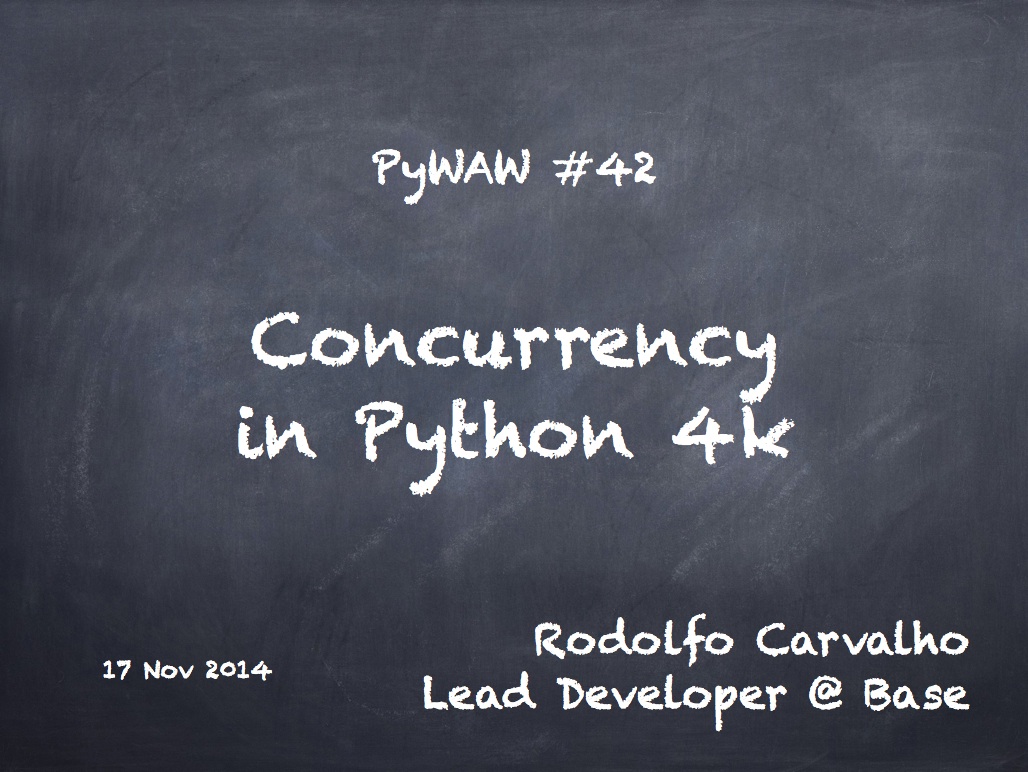 PyWAW #42
Concurrency
in Python 4k
Rodolfo Carvalho
17 Nov 2014
Lead Developer @ Base